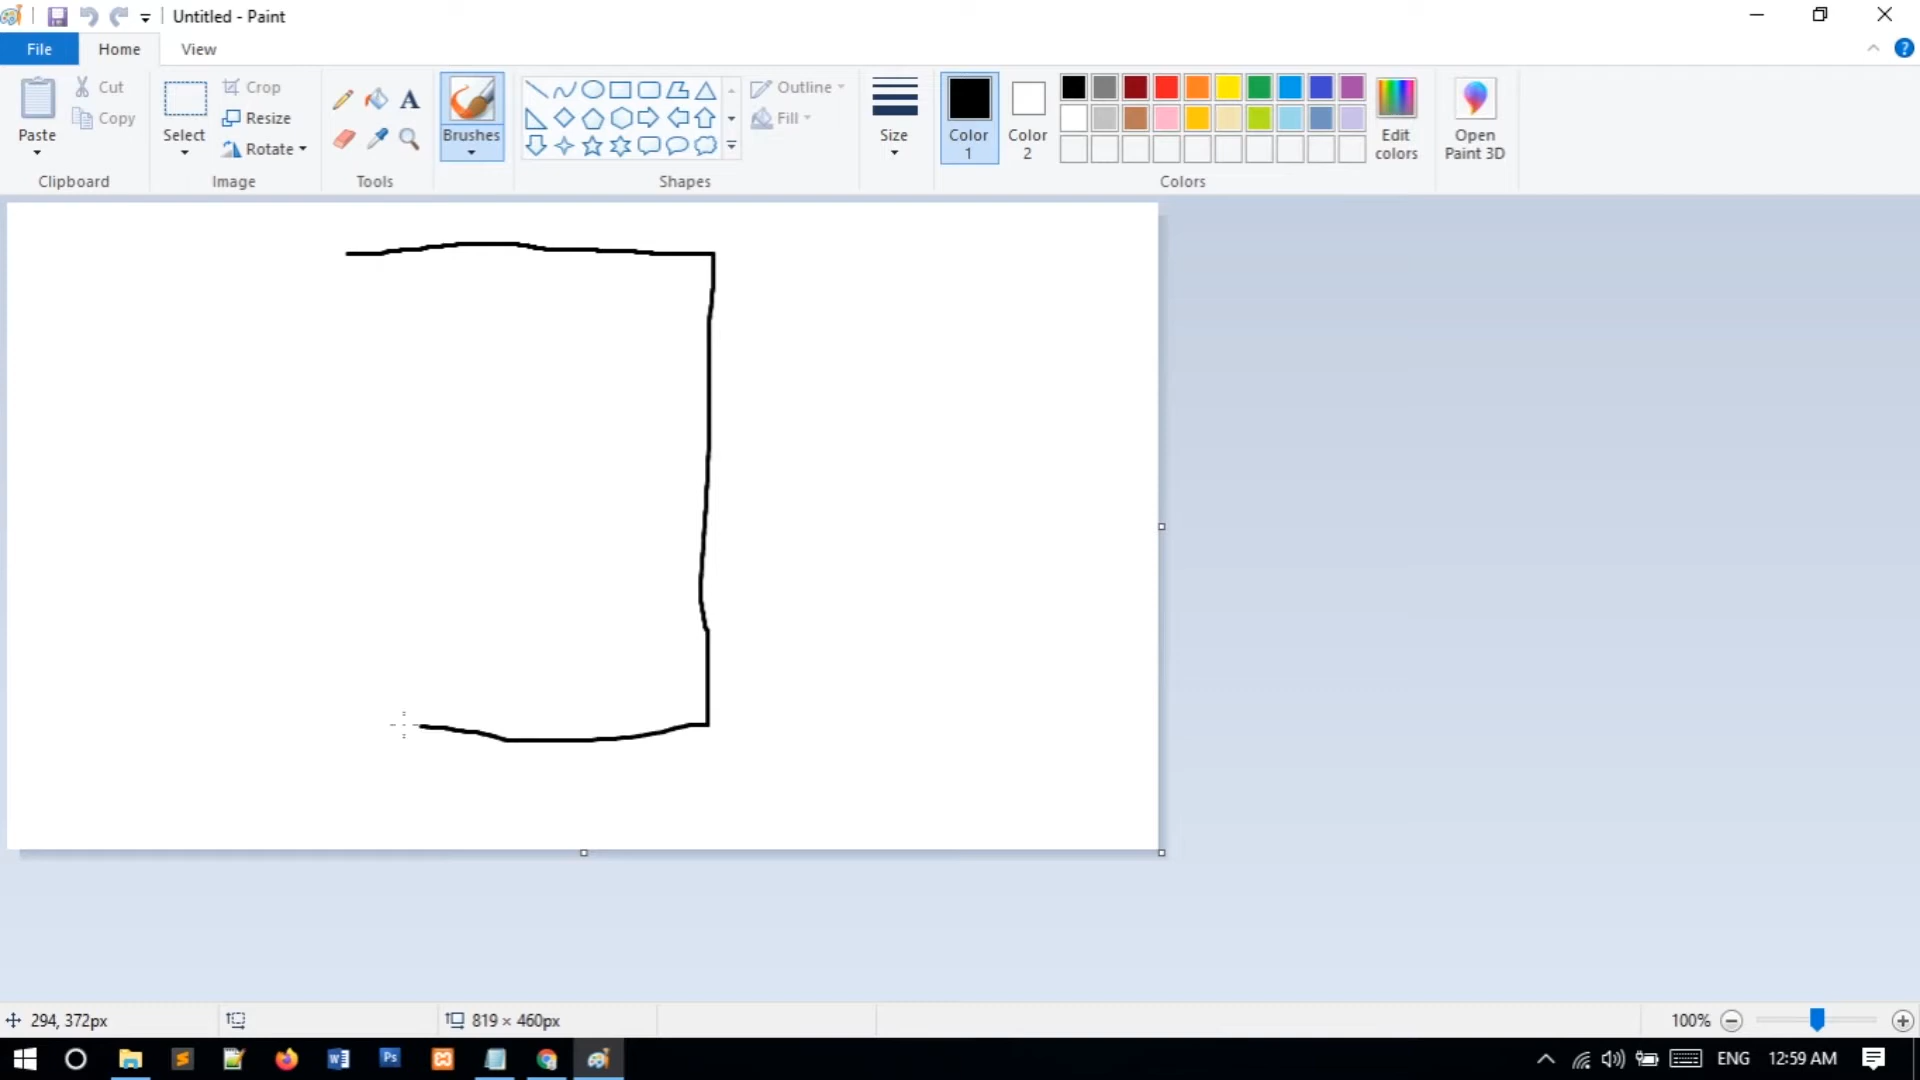 Untitled - Paint
File Home View
Paste Cut Copy Clipboard
Select Crop Resize Rotate Image
A
Tools
Brushes
Outline Fill
Shapes
Size
Color 1 Color 2
Edit colors
Colors
Open Paint 3D
?
294, 372px 819 × 460px 100%
W Ps ENG 12:59 AM